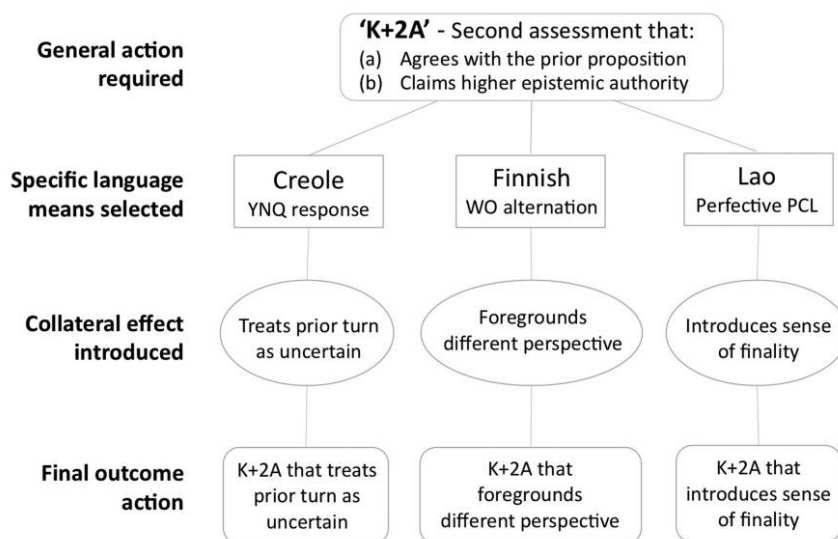 General action
required
‘K+2A’ - Second assessment that:
(a) Agrees with the prior proposition
(b) Claims higher epistemic authority
Specific language
means selected
Creole
YNQ response
Finnish
WO alternation
Lao
Perfective PCL
Collateral effect
introduced
Treats prior turn
as uncertain
Foregrounds
different perspective
Introduces sense
of finality
Final outcome
action
K+2A that treats
prior turn as
uncertain
K+2A that
foregrounds
different perspective
K+2A that
introduces sense
of finality